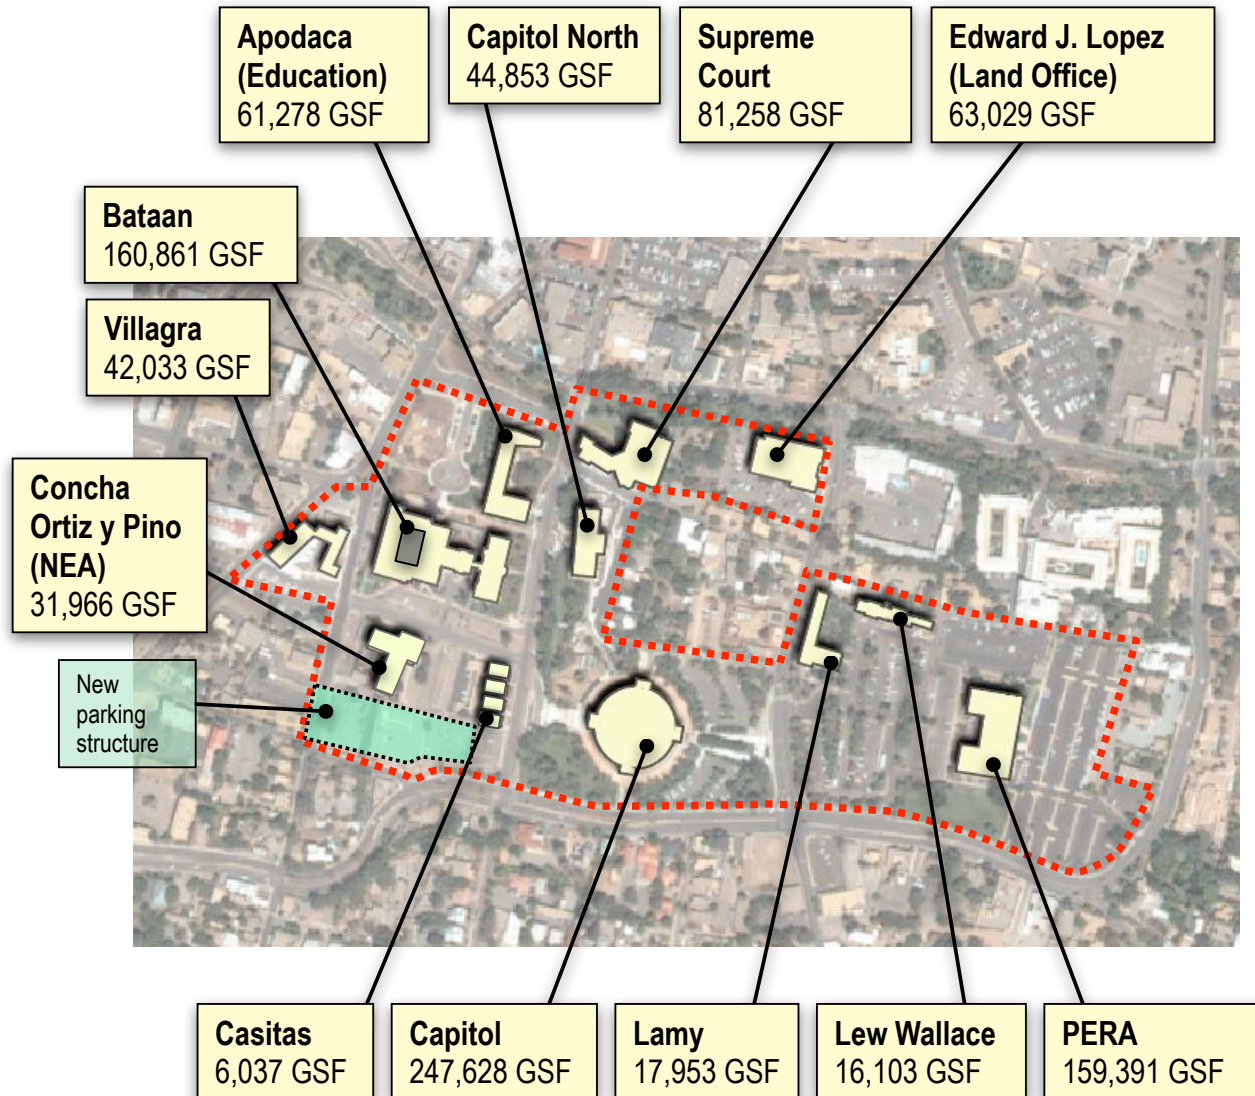 Apodaca
(Education)
61,278 GSF
Capitol North
44,853 GSF
Supreme
Court
81,258 GSF
Edward J. Lopez
(Land Office)
63,029 GSF
Bataan
160,861 GSF
Villagra
42,033 GSF
Concha
Ortiz y Pino
(NEA)
31,966 GSF
New
parking
structure
Casitas
6,037 GSF
Capitol
247,628 GSF
Lamy
17,953 GSF
Lew Wallace
16,103 GSF
PERA
159,391 GSF